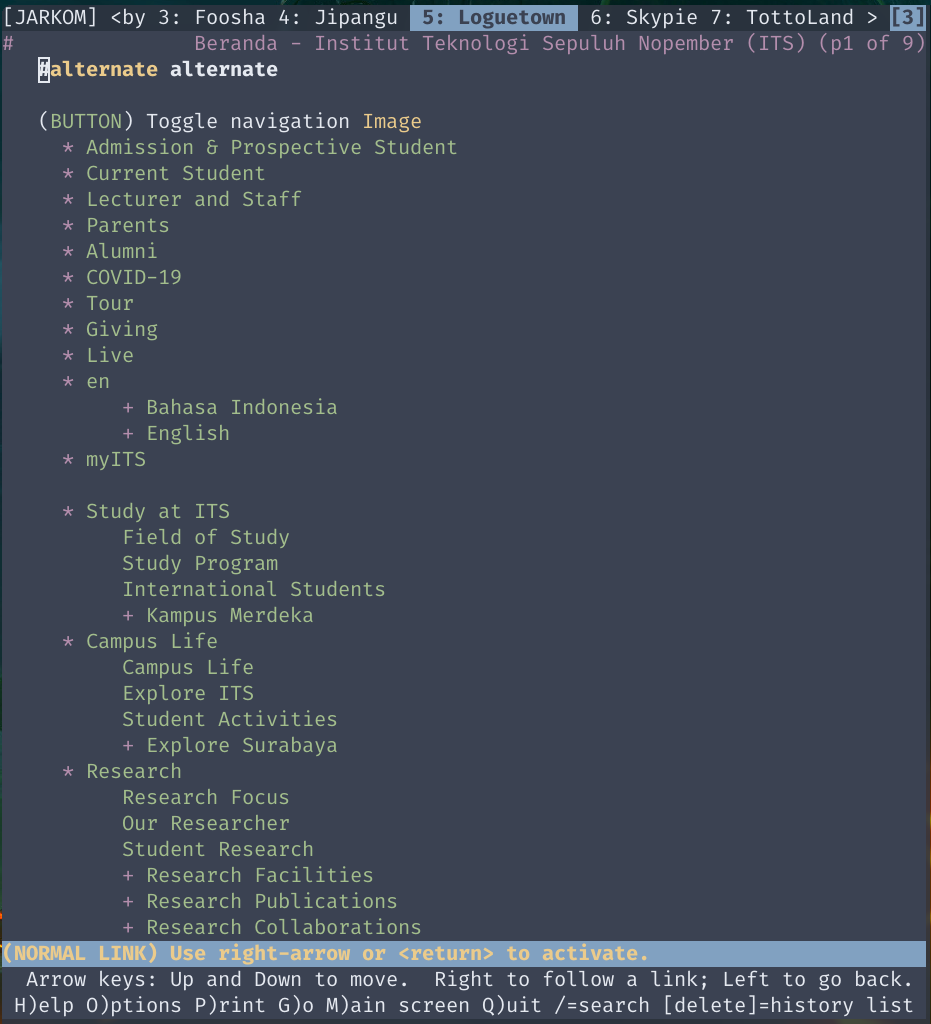 [JARKOM] <by 3: Foosha 4: Jipangu 5: Loguetown 6: Skypie 7: TottoLand > [3]
# Beranda - Institut Teknologi Sepuluh Nopember (ITS) (p1 of 9)
#alternate alternate
(BUTTON) Toggle navigation Image
* Admission & Prospective Student
* Current Student
* Lecturer and Staff
* Parents
* Alumni
* COVID-19
* Tour
* Giving
* Live
* en
+ Bahasa Indonesia
+ English
* myITS
* Study at ITS
Field of Study
Study Program
International Students
+ Kampus Merdeka
* Campus Life
Campus Life
Explore ITS
Student Activities
+ Explore Surabaya
* Research
Research Focus
Our Researcher
Student Research
+ Research Facilities
+ Research Publications
+ Research Collaborations
(NORMAL LINK) Use right-arrow or <return> to activate.
Arrow keys: Up and Down to move. Right to follow a link; Left to go back.
H)elp O)ptions P)rint G)o M)ain screen Q)uit /=search [delete]=history list